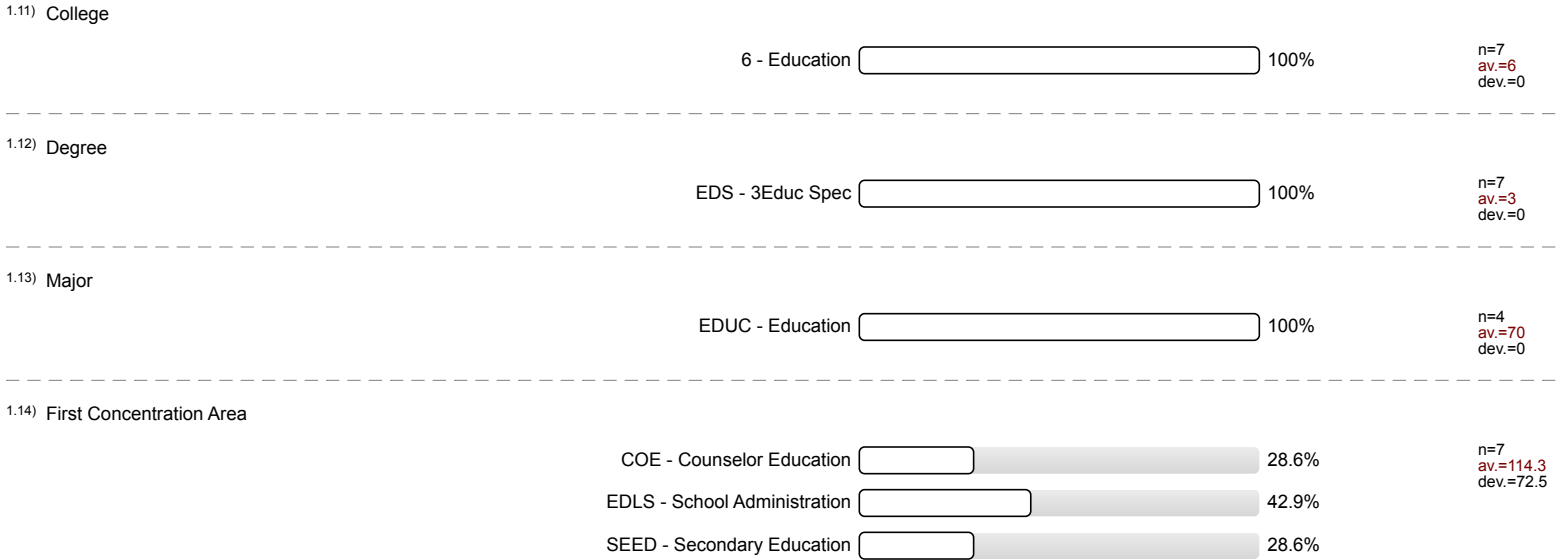 1.11) College
6 - Education 100%
n=7
av.=6
dev.=0
1.12) Degree
EDS - 3Educ Spec 100%
n=7
av.=3
dev.=0
1.13) Major
EDUC - Education 100%
n=4
av.=70
dev.=0
1.14) First Concentration Area
COE - Counselor Education 28.6%
n=7
av.=114.3
dev.=72.5
EDLS - School Administration 42.9%
SEED - Secondary Education 28.6%